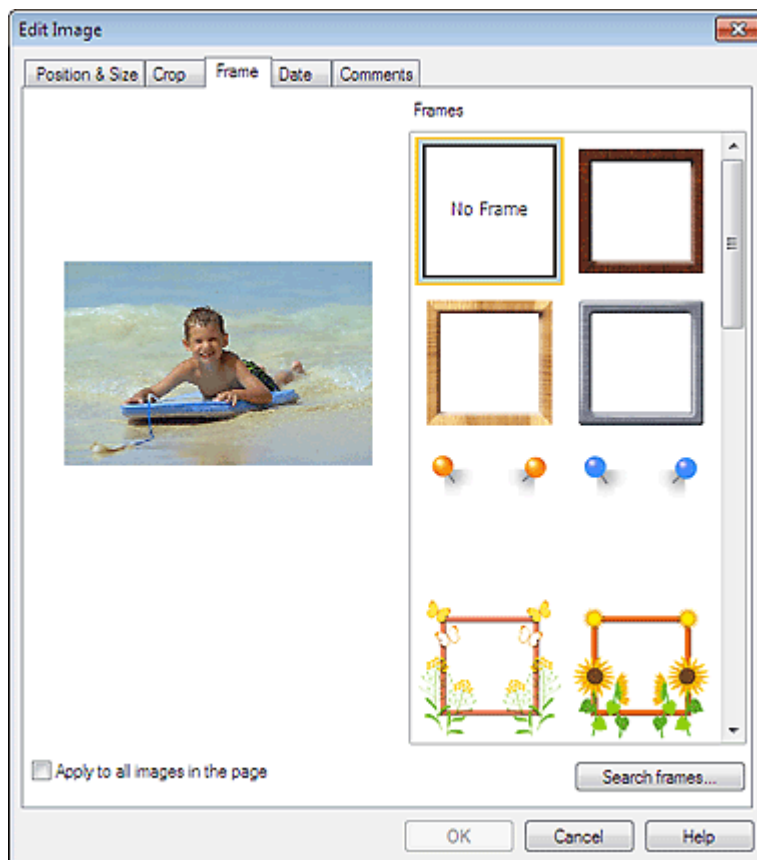 Edit Image
Position & Size Crop Frame Date Comments
Frames
No Frame
Apply to all images in the page
Search frames...
OK Cancel Help